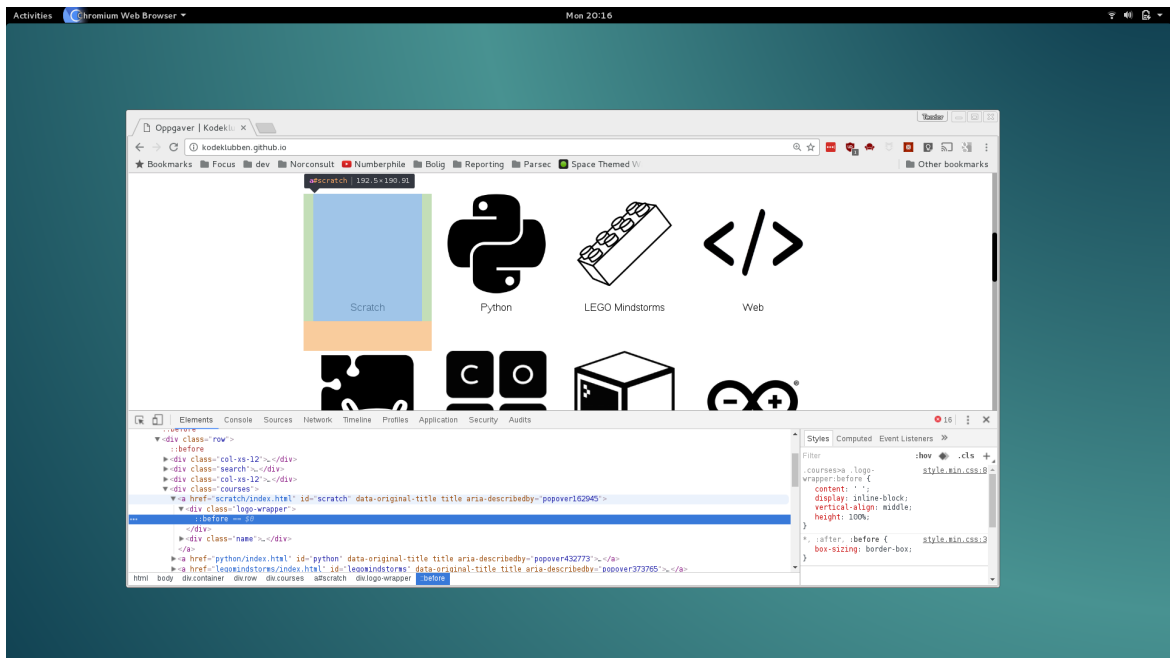 Activities Chromium Web Browser Mon 20:16
Oppgaver | Kodeklu
kodeklubben.github.io
Bookmarks Focus dev Norconsult Numberphile Bolig Reporting Parsec Space Themed W Other bookmarks
a#scratch | 192.5×190.91
Scratch Python LEGO Mindstorms Web
C O
Elements Console Sources Network Timeline Profiles Application Security Audits 16
::before
▼<div class="row">
::before
▶<div class="col-xs-12">…</div>
▶<div class="search">…</div>
▶<div class="col-xs-12">…</div>
▼<div class="courses">
▼<a href="scratch/index.html" id="scratch" data-original-title title aria-describedby="popover162945">
▼<div class="logo-wrapper">
::before == $0
</div>
▶<div class="name">…</div>
</a>
▶<a href="python/index.html" id="python" data-original-title title aria-describedby="popover432773">…</a>
▶<a href="legomindstorms/index.html" id="legomindstorms" data-original-title title aria-describedby="popover373765">…</a>
html body div.container div.row div.courses a#scratch div.logo-wrapper ::before
Styles Computed Event Listeners »
Filter :hov .cls +
.courses>a .logo-wrapper:before { style.min.css:8
content: ' ';
display: inline-block;
vertical-align: middle;
height: 100%;
}
*, :after, :before { style.min.css:3
box-sizing: border-box;
}